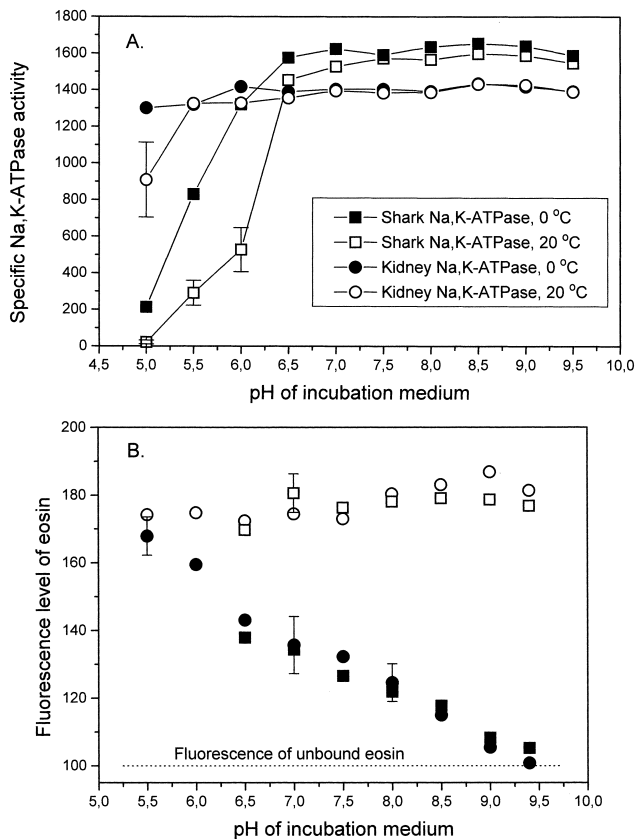 A.
Specific Na,K-ATPase activity
1800
1600
1400
1200
1000
800
600
400
200
0
Shark Na,K-ATPase, 0 °C
Shark Na,K-ATPase, 20 °C
Kidney Na,K-ATPase, 0 °C
Kidney Na,K-ATPase, 20 °C
4,5 5,0 5,5 6,0 6,5 7,0 7,5 8,0 8,5 9,0 9,5 10,0
pH of incubation medium
B.
Fluorescence level of eosin
200
180
160
140
120
100
Fluorescence of unbound eosin
5,0 5,5 6,0 6,5 7,0 7,5 8,0 8,5 9,0 9,5 10,0
pH of incubation medium